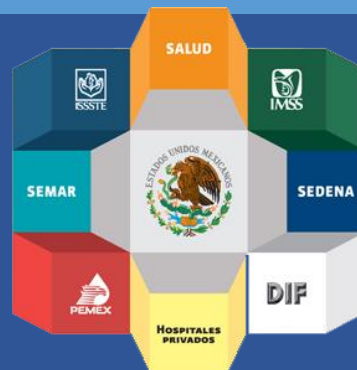 SALUD
ISSSTE
IMSS
SEMAR
ESTADOS UNIDOS MEXICANOS
SEDENA
PEMEX
DIF
HOSPITALES
PRIVADOS